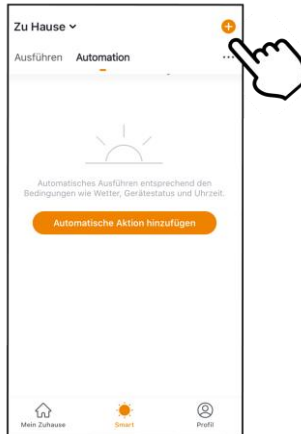 Zu Hause
Ausführen Automation
Automatisches Ausführen entsprechend den
Bedingungen wie Wetter, Gerätestatus und Uhrzeit.
Automatische Aktion hinzufügen
Mein Zuhause Smart Profil